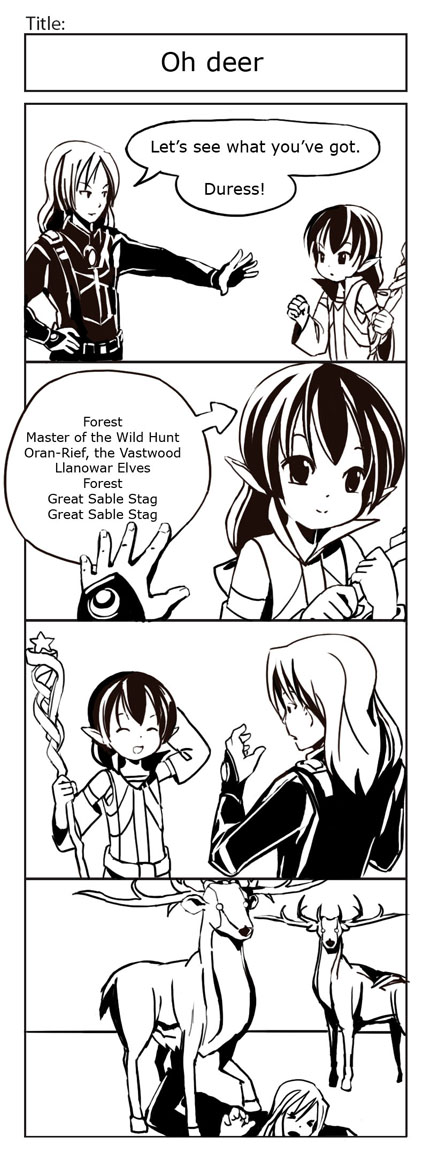 Title:
Oh deer
Let's see what you've got.
Duress!
Forest
Master of the Wild Hunt
Oran-Rief, the Vastwood
Llanowar Elves
Forest
Great Sable Stag
Great Sable Stag